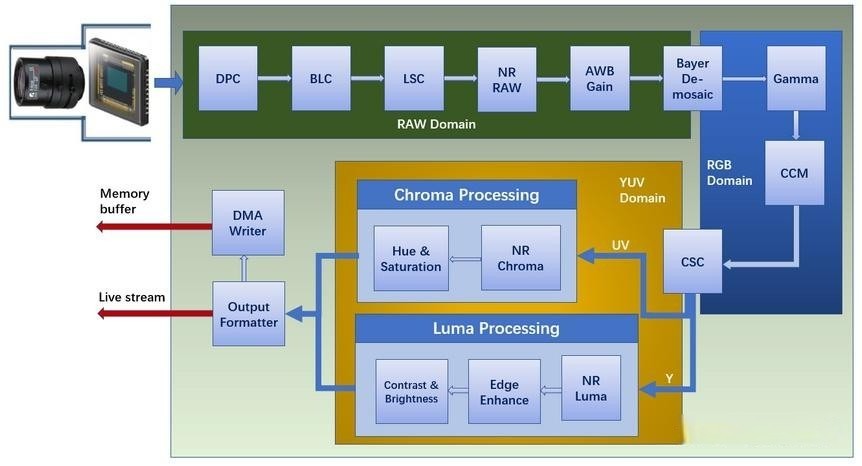 DPC
BLC
LSC
NR
RAW
AWB
Gain
Bayer
De-
mosaic
Gamma
RAW Domain
RGB
Domain
CCM
YUV
Domain
Chroma Processing
Memory
buffer
DMA
Writer
Hue &
Saturation
NR
Chroma
UV
CSC
Live stream
Output
Formatter
Luma Processing
Contrast &
Brightness
Edge
Enhance
NR
Luma
Y